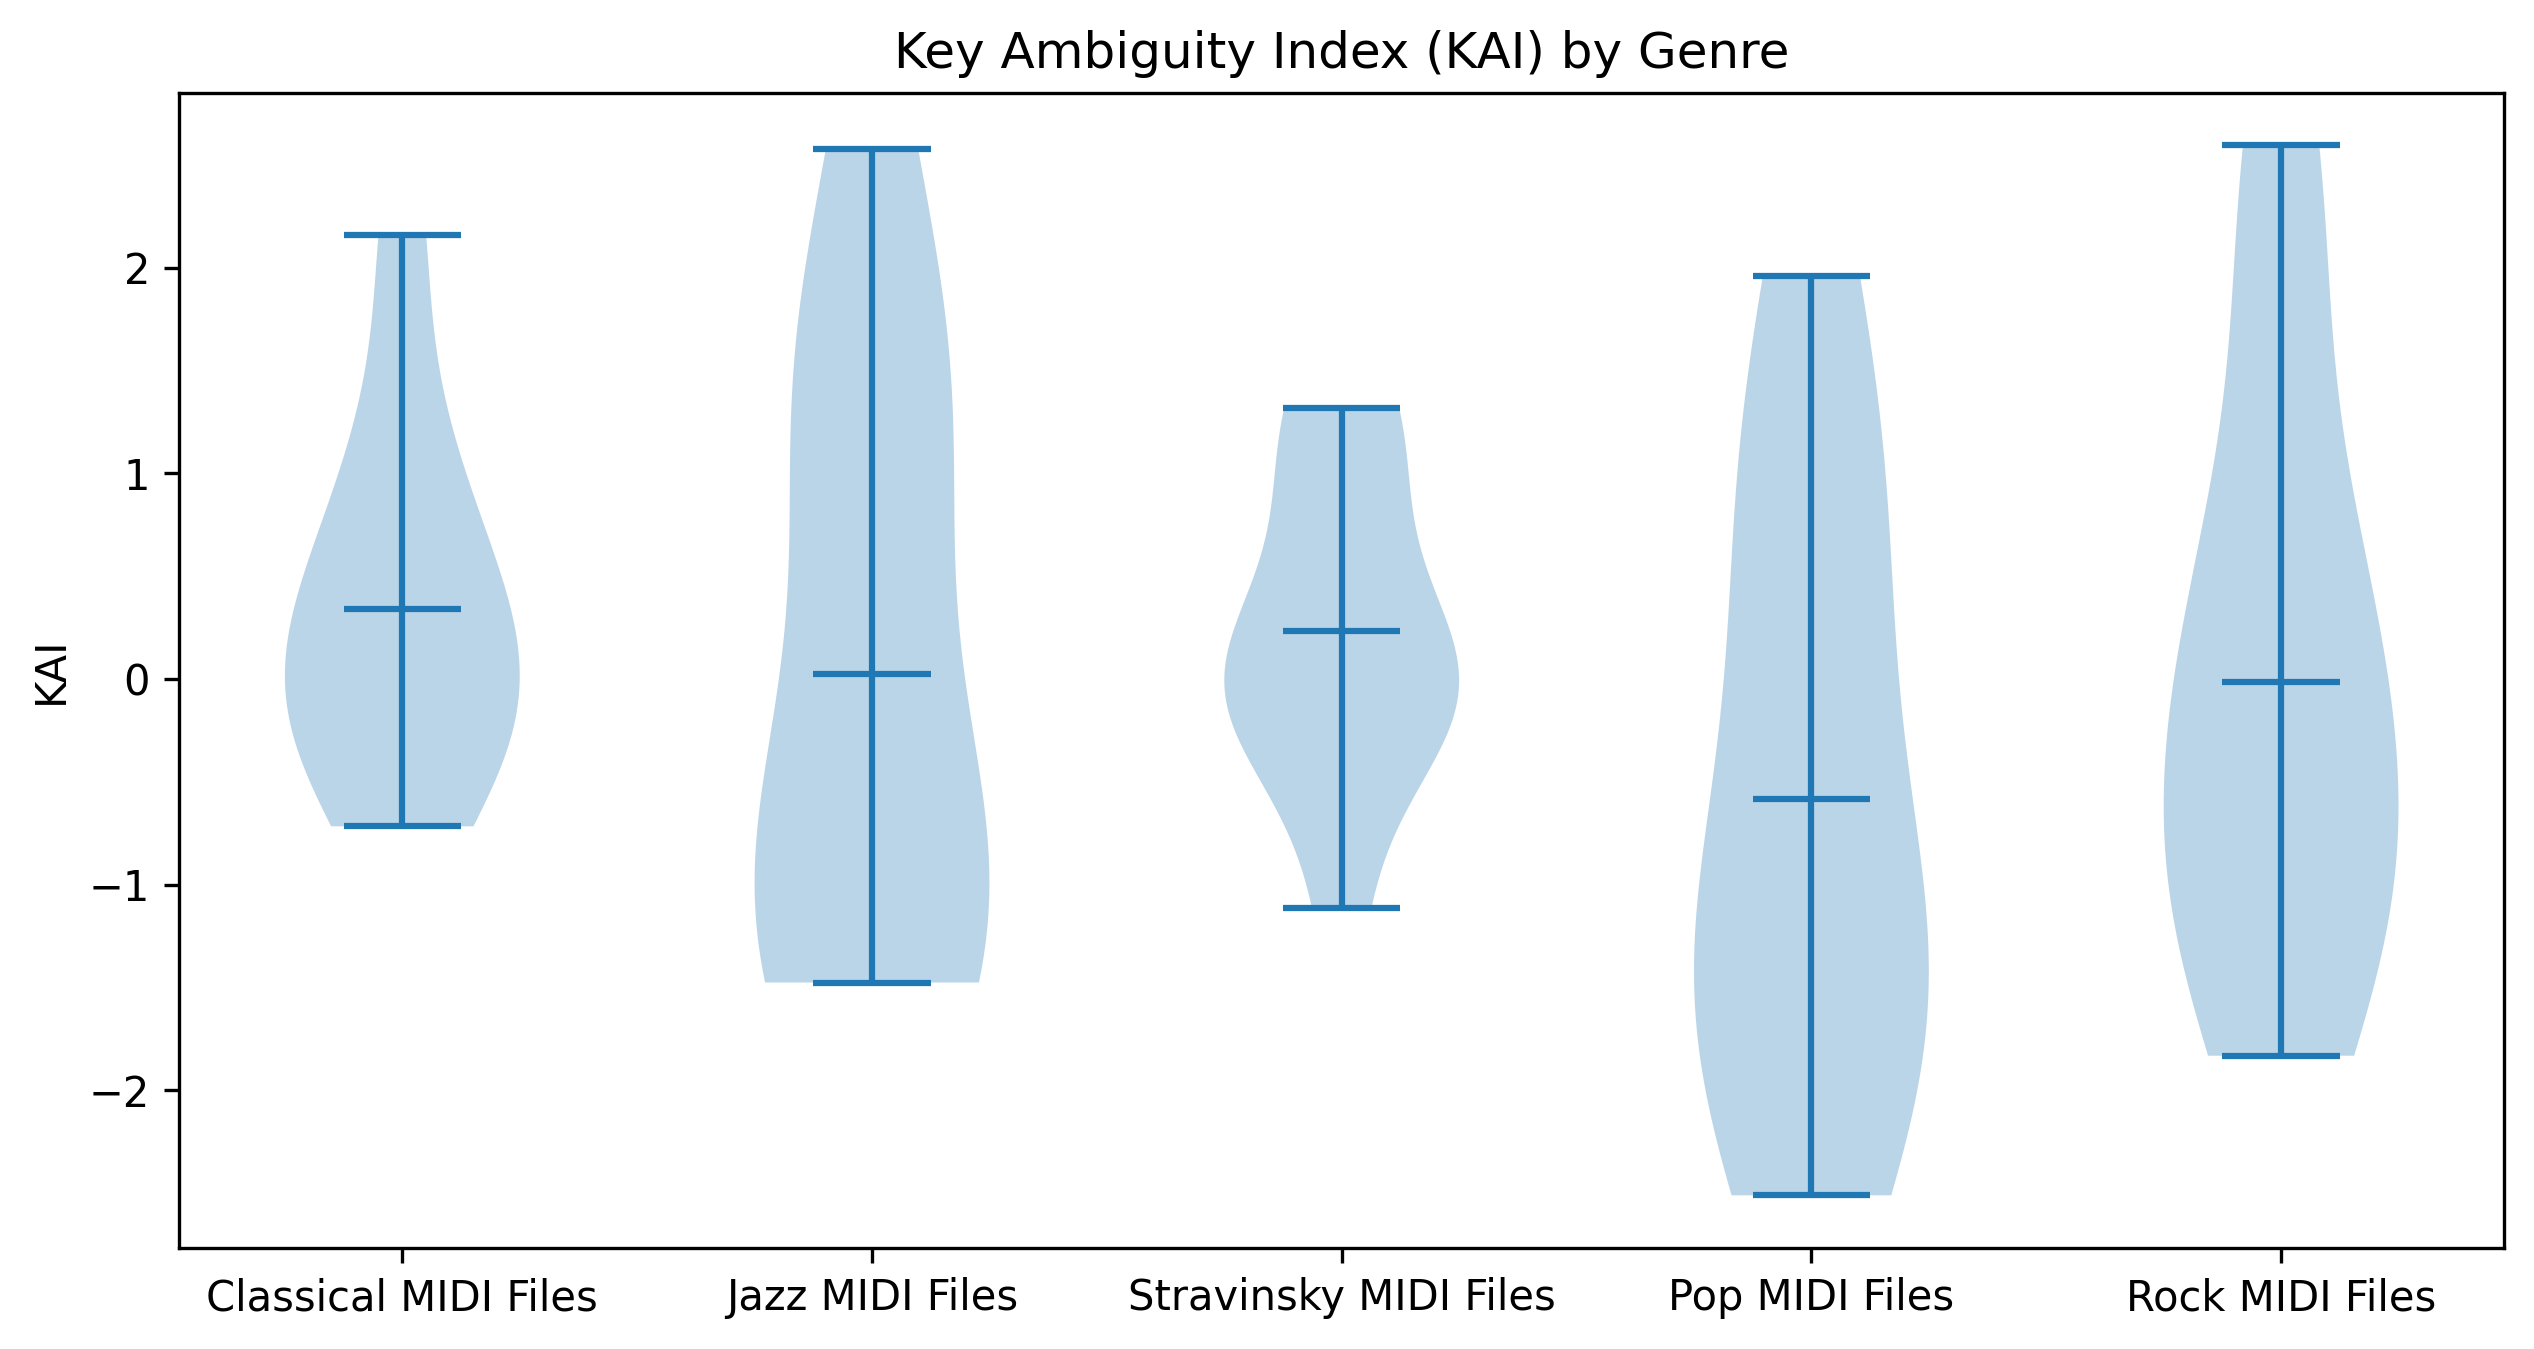 Key Ambiguity Index (KAI) by Genre
KAI
2
1
0
−1
−2
Classical MIDI Files
Jazz MIDI Files
Stravinsky MIDI Files
Pop MIDI Files
Rock MIDI Files